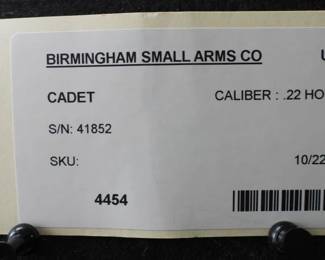 BIRMINGHAM SMALL ARMS CO U
CADET CALIBER : .22 HO
S/N: 41852
SKU: 10/22
4454